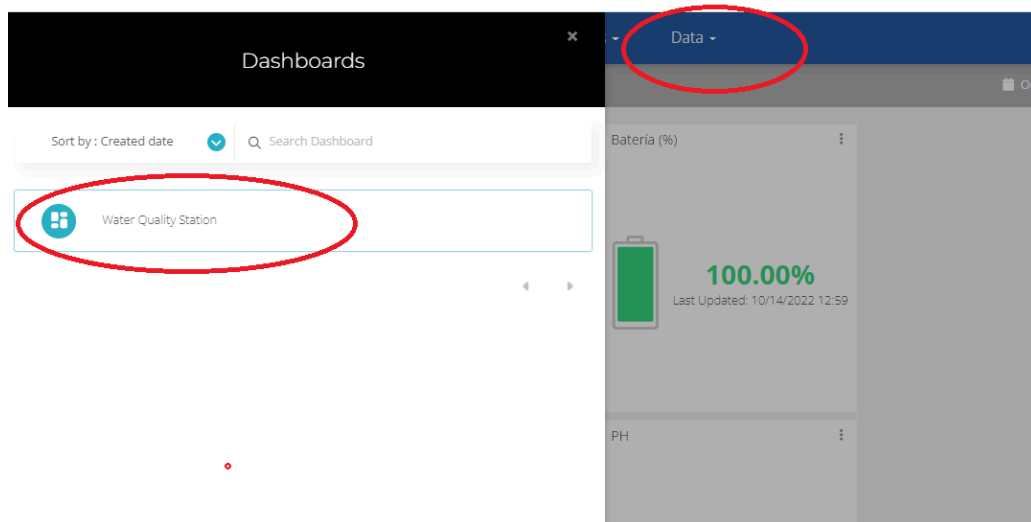 Dashboards
Data
Sort by : Created date
Search Dashboard
Water Quality Station
Batería (%)
100.00%
Last Updated: 10/14/2022 12:59
PH